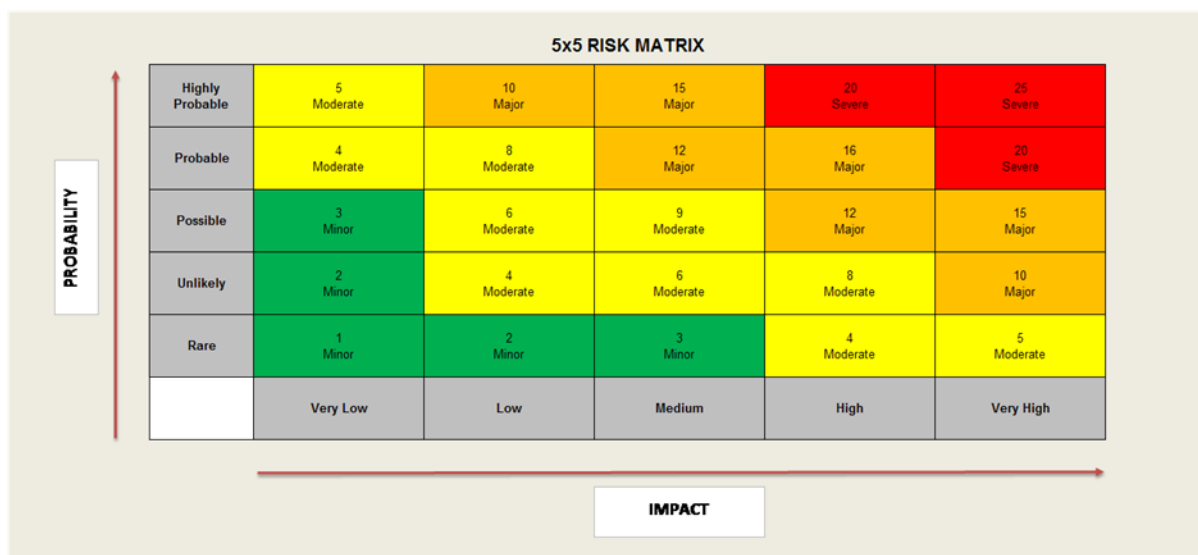 5x5 RISK MATRIX
Highly
Probable
5
Moderate
10
Major
15
Major
20
Severe
25
Severe
Probable
4
Moderate
8
Moderate
12
Major
16
Major
20
Severe
Possible
3
Minor
6
Moderate
9
Moderate
12
Major
15
Major
Unlikely
2
Minor
4
Moderate
6
Moderate
8
Moderate
10
Major
Rare
1
Minor
2
Minor
3
Minor
4
Moderate
5
Moderate
Very Low
Low
Medium
High
Very High
PROBABILITY
IMPACT